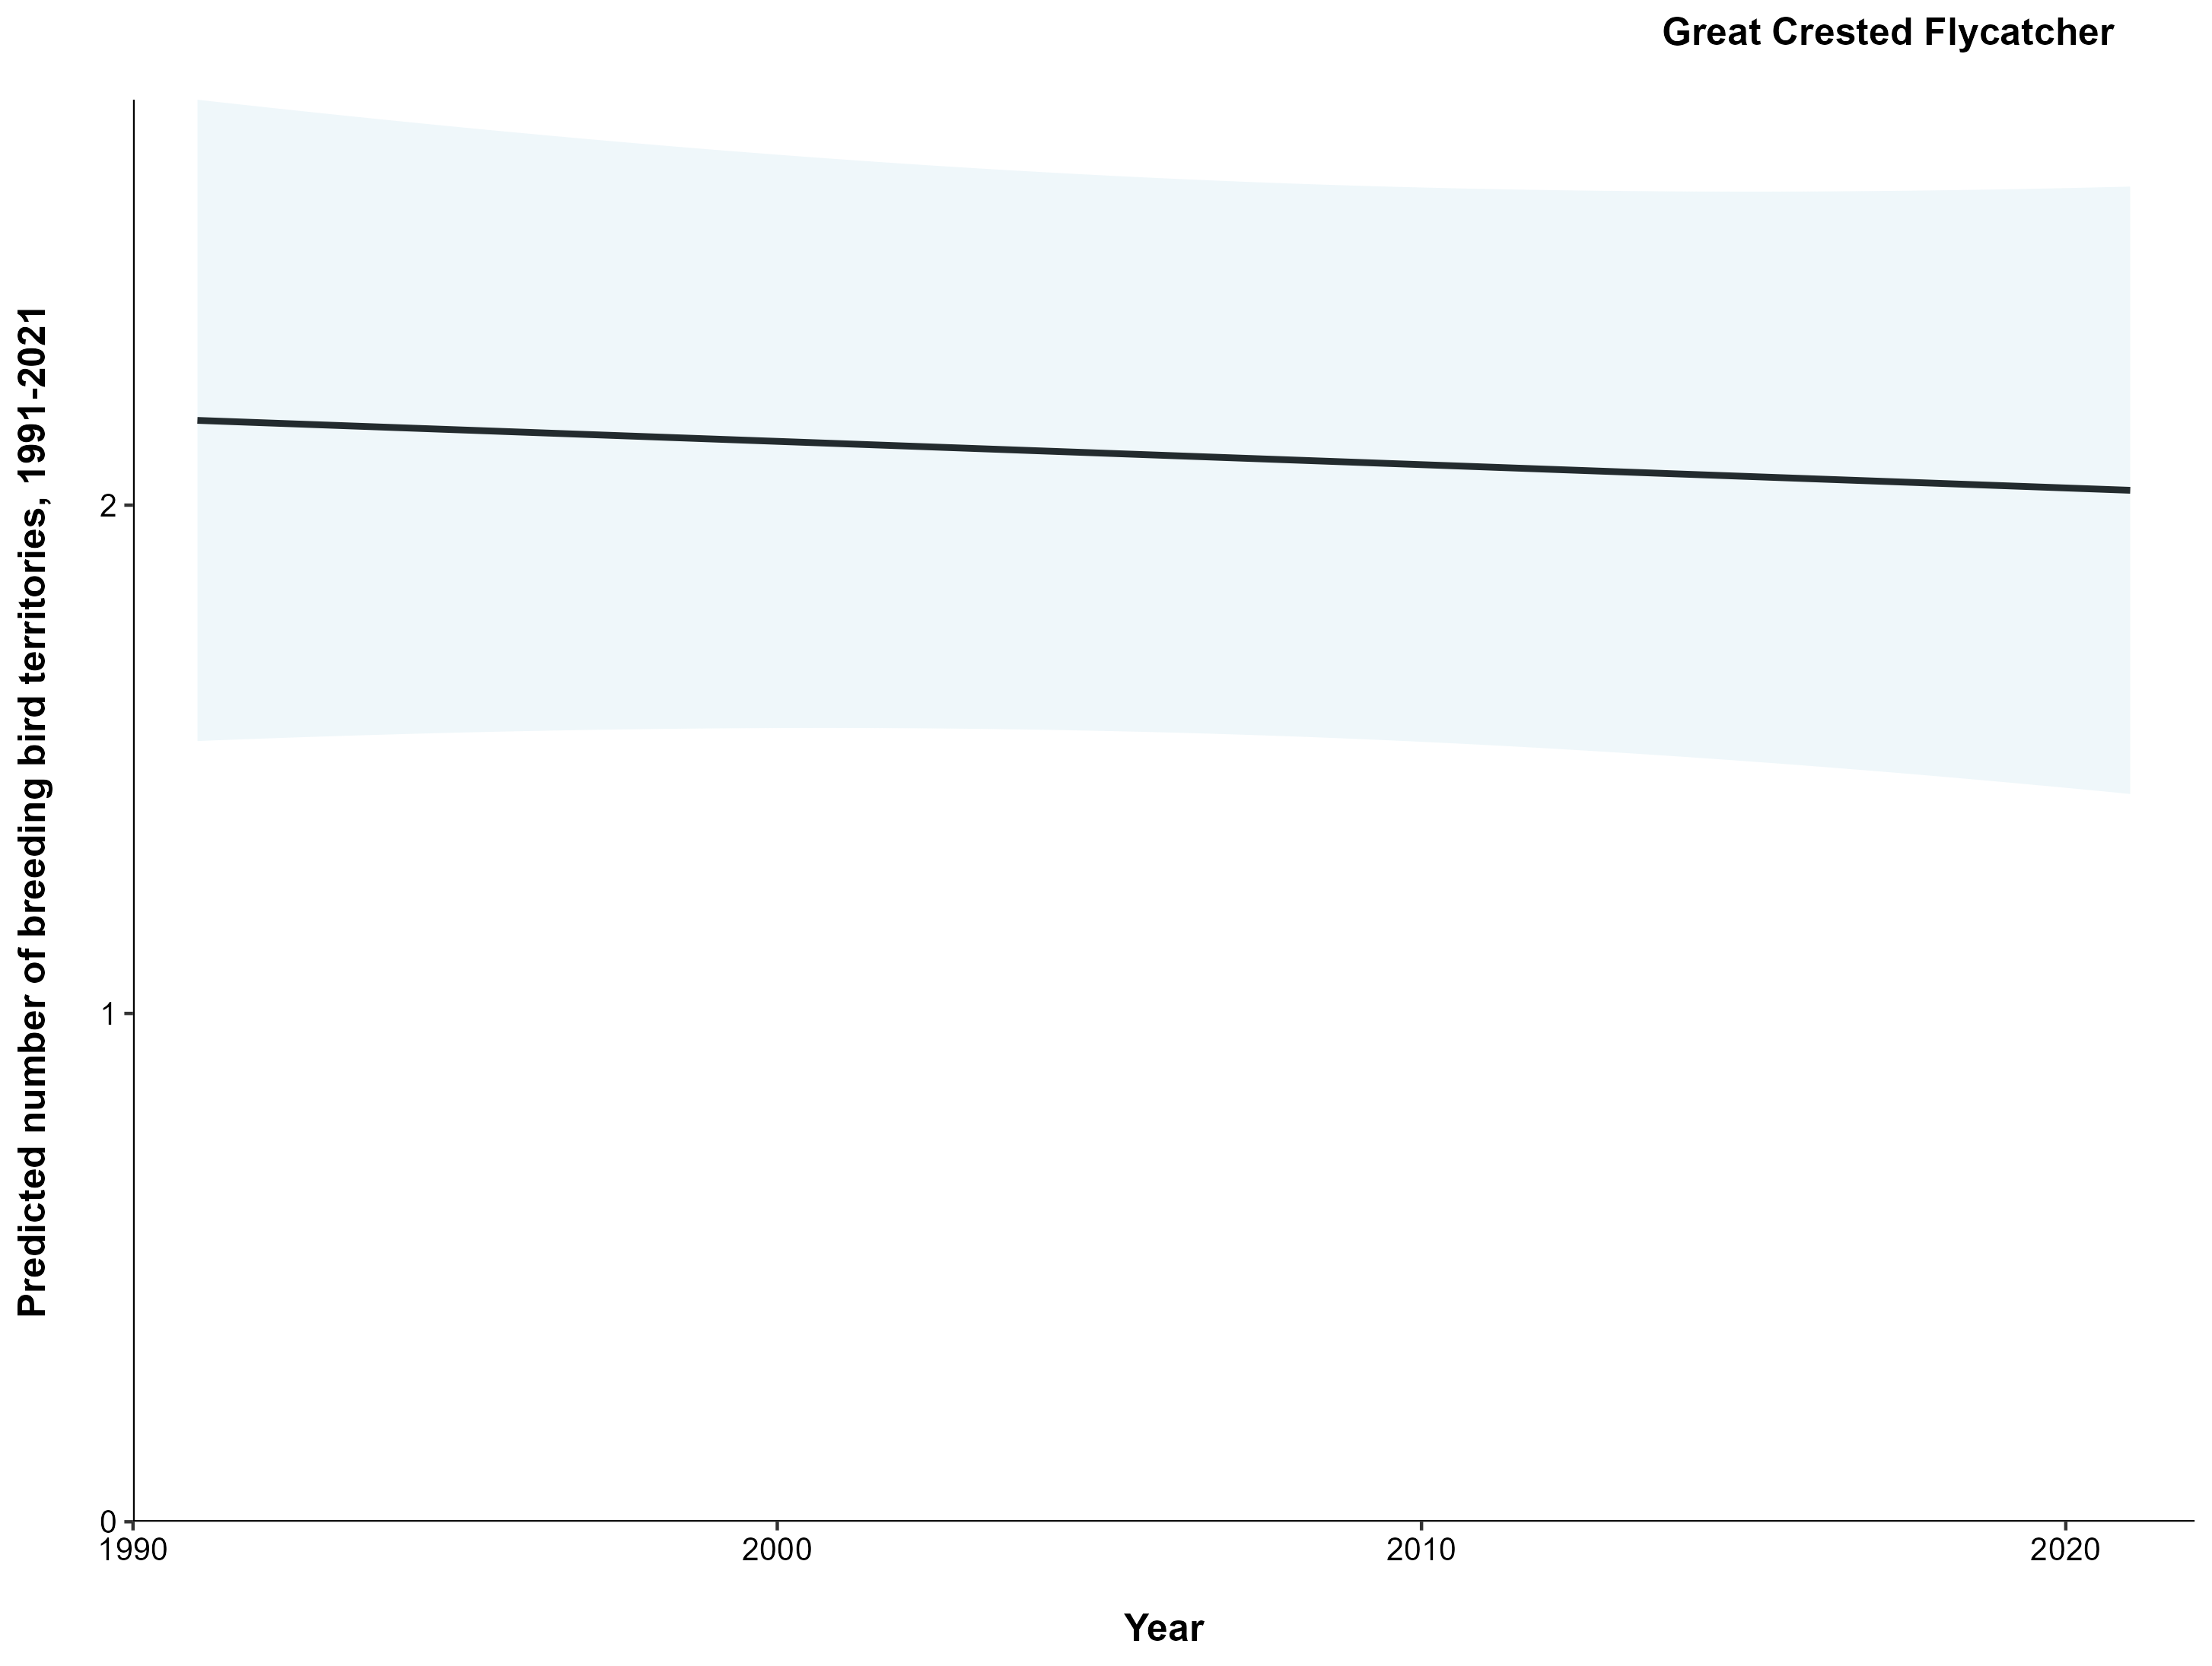 Great Crested Flycatcher
Predicted number of breeding bird territories, 1991-2021
2
1
0
1990
2000
2010
2020
Year